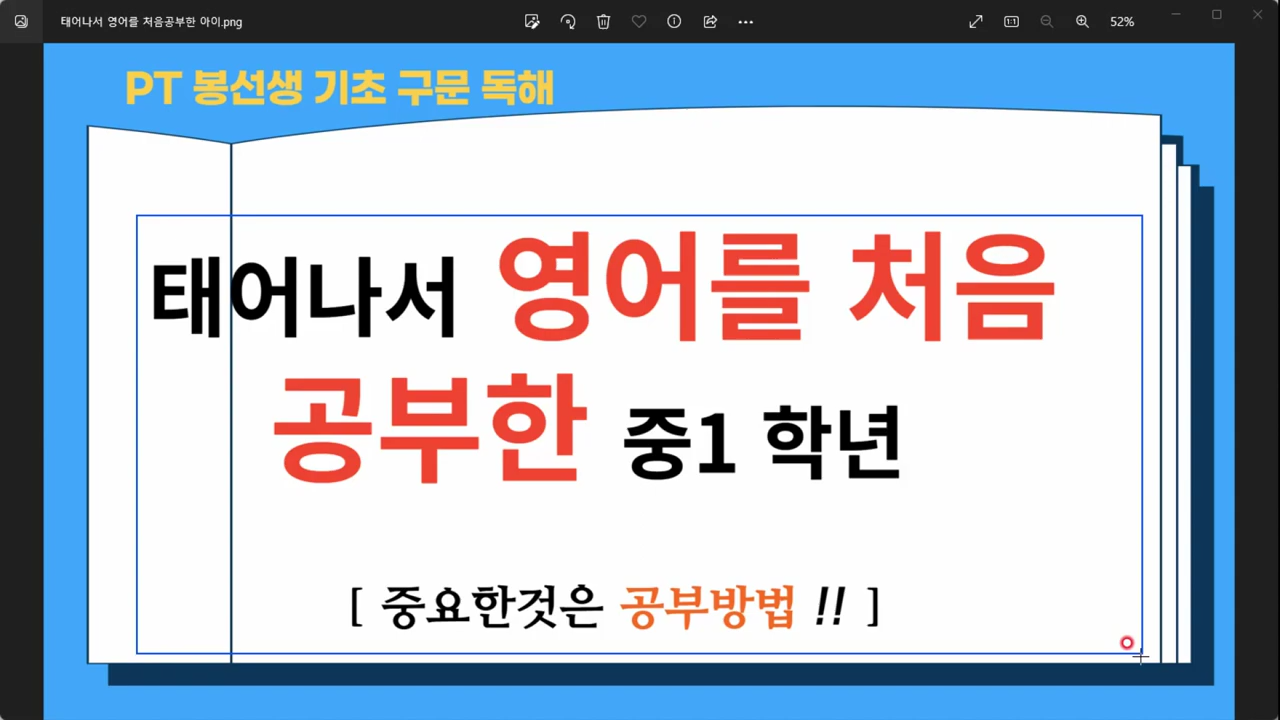 태어나서 영어를 처음공부한 아이.png
52%
PT 봉선생 기초 구문 독해
태어나서 영어를 처음
공부한 중1 학년
[ 중요한것은 공부방법 !! ]